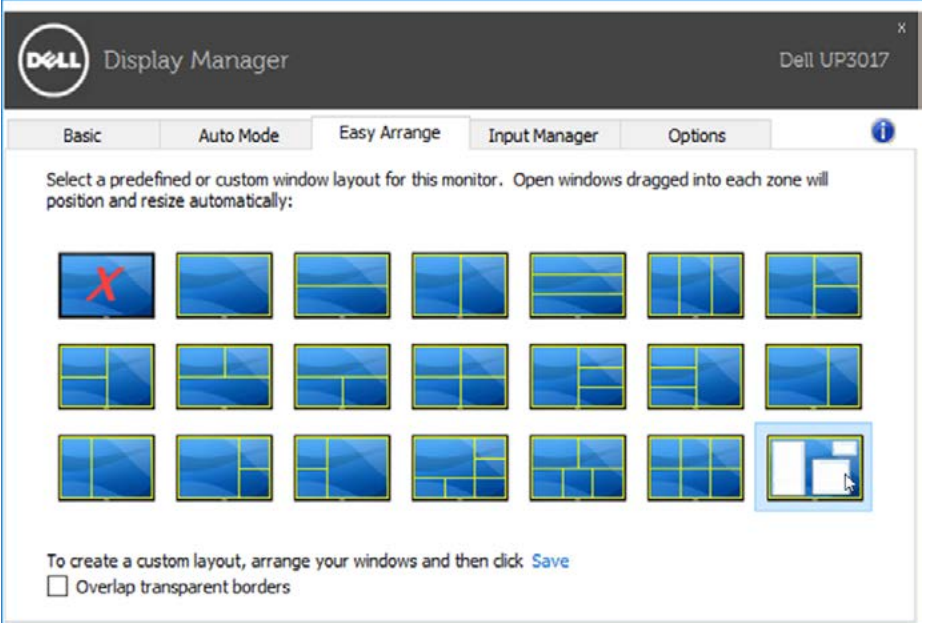 DELL Display Manager
x
Dell UP3017
Basic Auto Mode Easy Arrange Input Manager Options
Select a predefined or custom window layout for this monitor. Open windows dragged into each zone will
position and resize automatically:
X
To create a custom layout, arrange your windows and then click Save
Overlap transparent borders